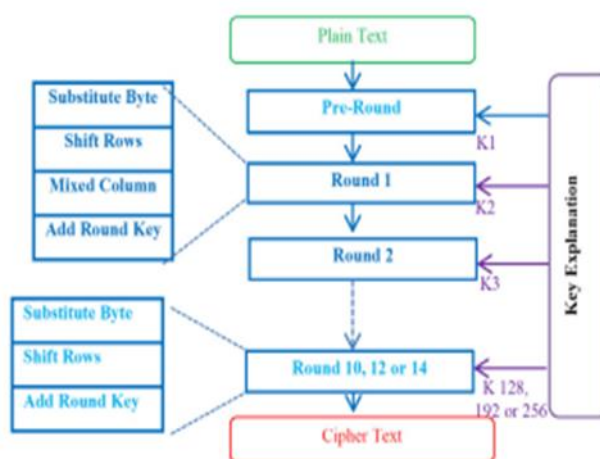 Plain Text
Pre-Round
K1
Round 1
K2
Round 2
K3
Round 10, 12 or 14
K 128,
192 or 256
Cipher Text
Substitute Byte
Shift Rows
Mixed Column
Add Round Key
Substitute Byte
Shift Rows
Add Round Key
Key Explanation